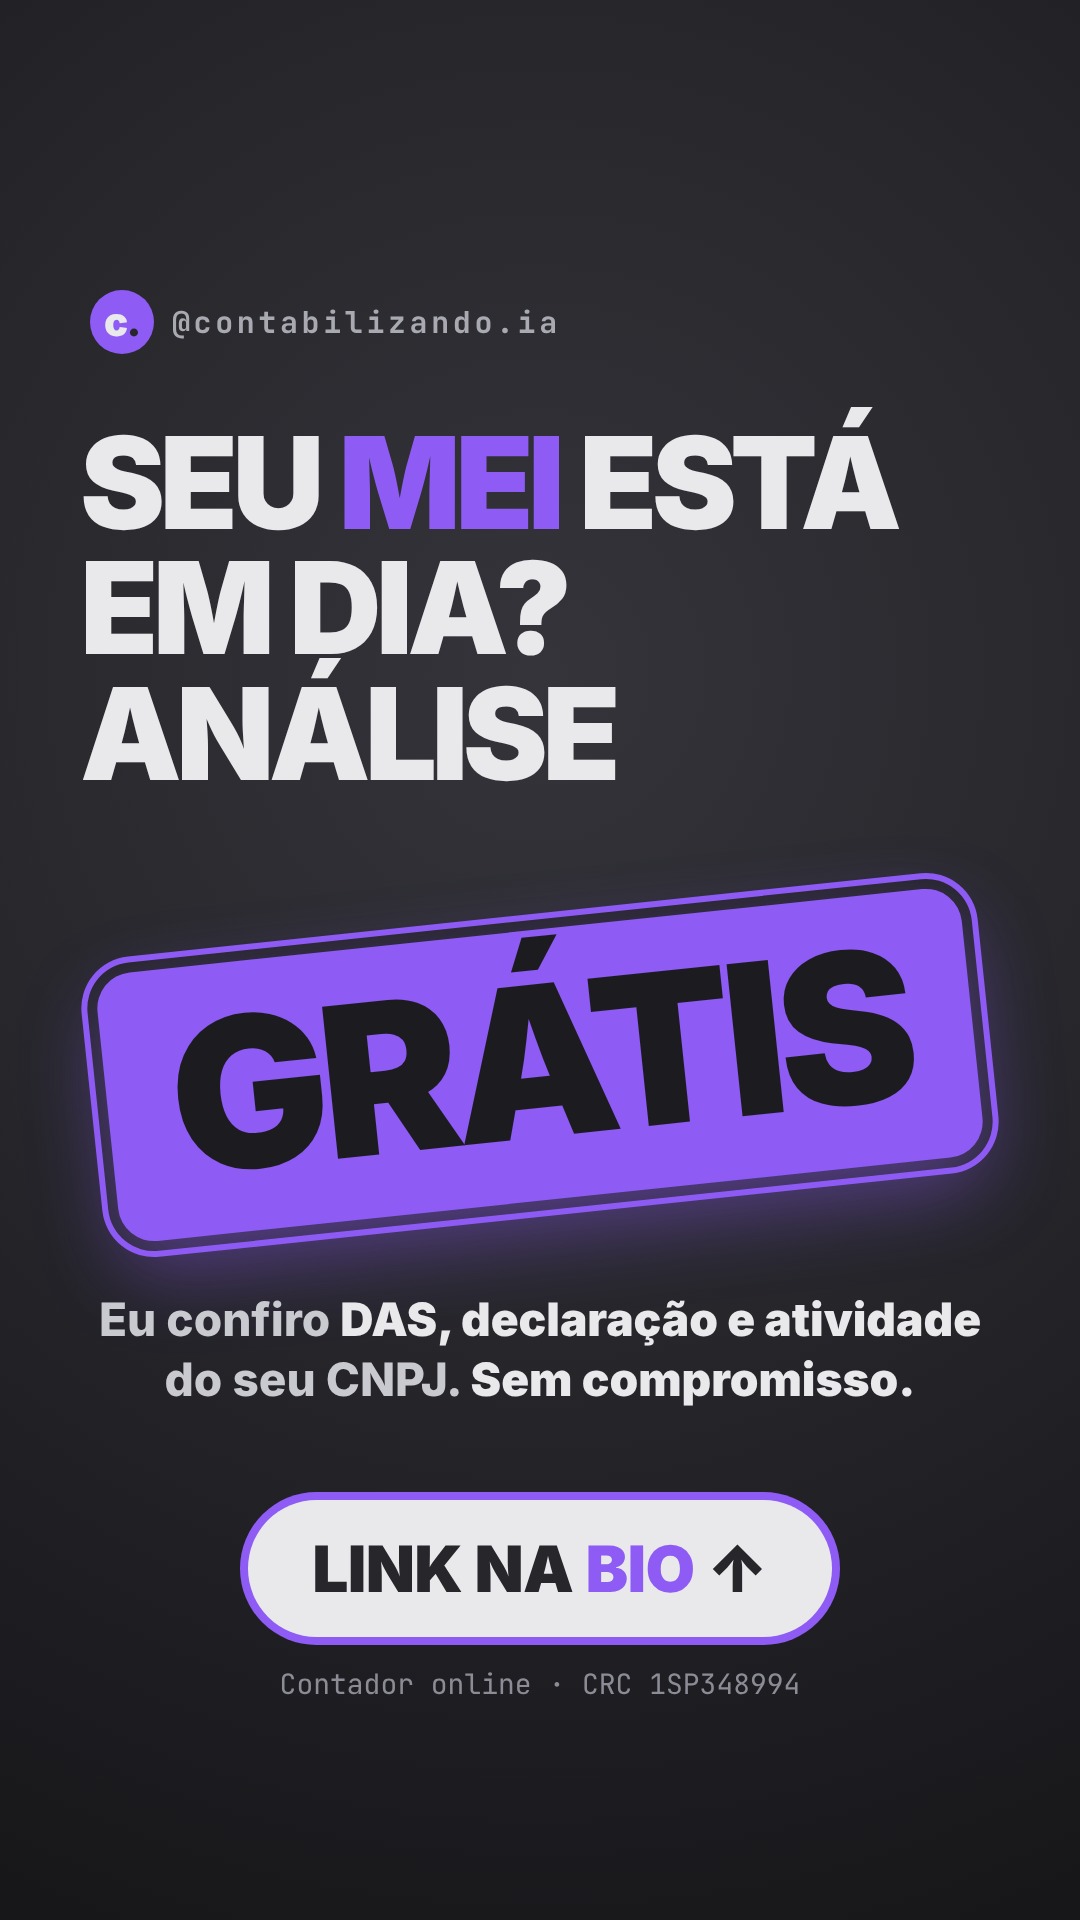 c.
@contabilizando.ia
SEU MEI ESTÁ
EM DIA?
ANÁLISE
GRÁTIS
Eu confiro DAS, declaração e atividade
do seu CNPJ. Sem compromisso.
LINK NA BIO ↑
Contador online · CRC 1SP348994